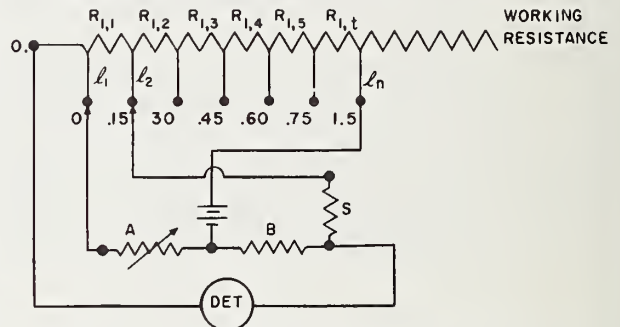 R1,1 R1,2 R1,3 R1,4 R1,5 R1,t WORKING RESISTANCE
0.
ℓ1 ℓ2 ℓn
0 .15 30 .45 .60 .75 1.5
A B S
DET